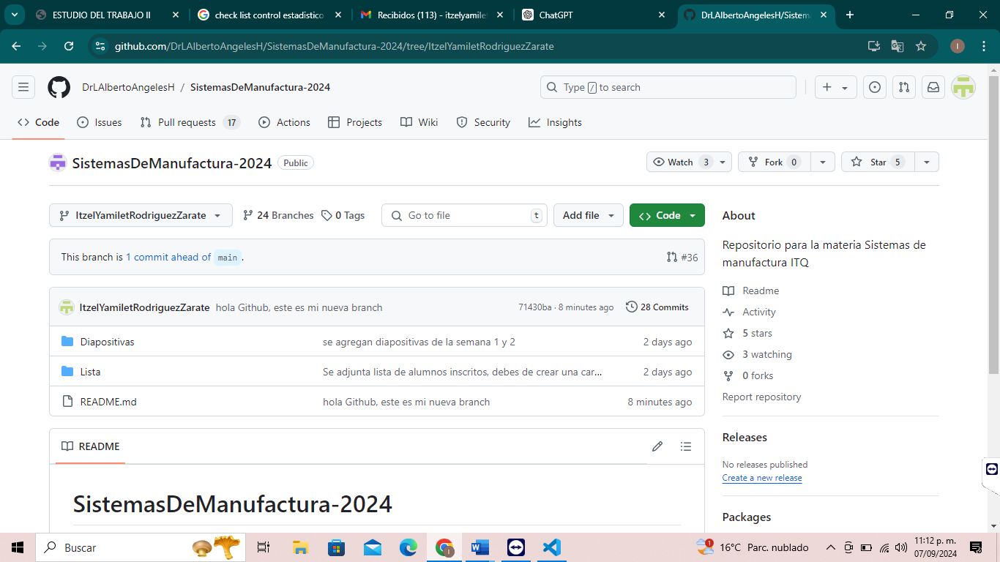 ESTUDIO DEL TRABAJO II
check list control estadistico
Recibidos (113) - itzelyamile
ChatGPT
DrLAlbertoAngelesH/Sistema
github.com/DrLAlbertoAngelesH/SistemasDeManufactura-2024/tree/ItzelYamiletRodriguezZarate
I
DrLAlbertoAngelesH / SistemasDeManufactura-2024
Type / to search
Code
Issues
Pull requests 17
Actions
Projects
Wiki
Security
Insights
SistemasDeManufactura-2024 Public
Watch 3
Fork 0
Star 5
ItzelYamiletRodriguezZarate
24 Branches
0 Tags
Go to file t
Add file
Code
This branch is 1 commit ahead of main .
#36
ItzelYamiletRodriguezZarate hola Github, este es mi nueva branch 71430ba · 8 minutes ago 28 Commits
Diapositivas se agregan diapositivas de la semana 1 y 2 2 days ago
Lista Se adjunta lista de alumnos inscritos, debes de crear una car... 2 days ago
README.md hola Github, este es mi nueva branch 8 minutes ago
README
SistemasDeManufactura-2024
About
Repositorio para la materia Sistemas de
manufactura ITQ
Readme
Activity
5 stars
3 watching
0 forks
Report repository
Releases
No releases published
Create a new release
Packages
Buscar
I
1
16°C Parc. nublado
11:12 p. m.
07/09/2024